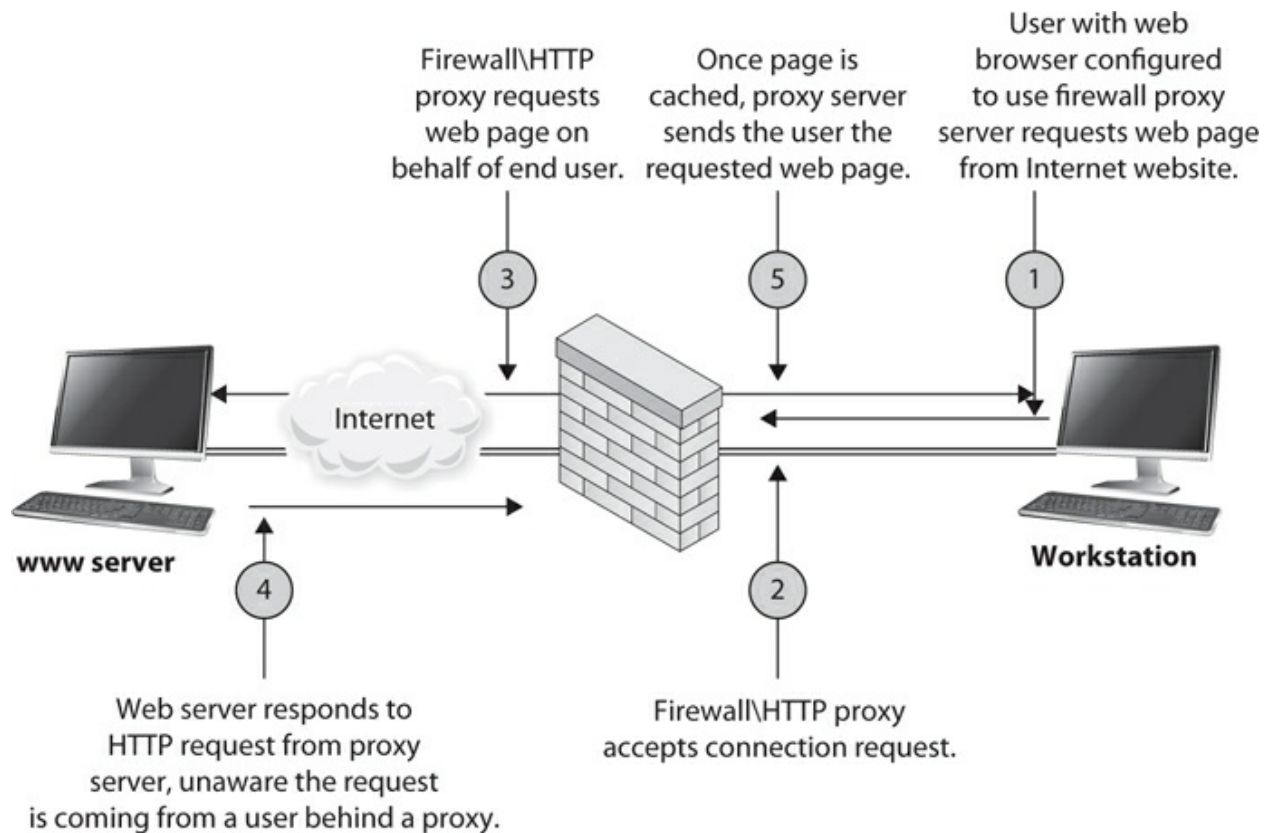 Firewall\HTTP
proxy requests
web page on
behalf of end user.
Once page is
cached, proxy server
sends the user the
requested web page.
User with web
browser configured
to use firewall proxy
server requests web page
from Internet website.
3
5
1
Internet
www server
Workstation
4
2
Web server responds to
HTTP request from proxy
server, unaware the request
is coming from a user behind a proxy.
Firewall\HTTP proxy
accepts connection request.